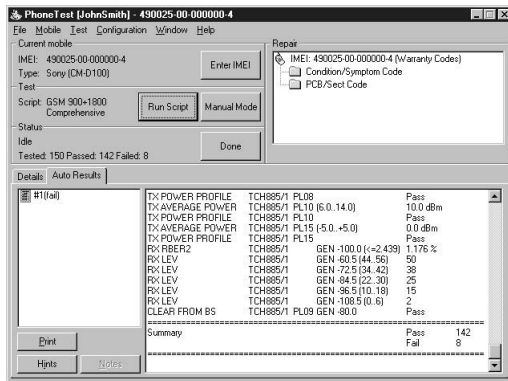 PhoneTest [JohnSmith] - 490025-00-000000-4
File Mobile Test Configuration Window Help
Current mobile
IMEI: 490025-00-000000-4
Type: Sony (CM-D100)
Enter IMEI
Test
Script: GSM 900+1800
Comprehensive
Run Script
Manual Mode
Status
Idle
Tested: 150 Passed: 142 Failed: 8
Done
Repair
IMEI: 490025-00-000000-4 (Warranty Codes)
Condition/Symptom Code
PCB/Sect Code
Details Auto Results
#1(fail)
TX POWER PROFILE TCH885/1 PL08 Pass
TX AVERAGE POWER TCH885/1 PL10 (6.0..14.0) 10.0 dBm
TX POWER PROFILE TCH885/1 PL10 Pass
TX AVERAGE POWER TCH885/1 PL15 (-5.0..+5.0) 0.0 dBm
TX POWER PROFILE TCH885/1 PL15 Pass
RX RBER2 TCH885/1 GEN -100.0 (<=2.439) 1.176 %
RX LEV TCH885/1 GEN -60.5 (44..56) 50
RX LEV TCH885/1 GEN -72.5 (34..42) 38
RX LEV TCH885/1 GEN -84.5 (22..30) 25
RX LEV TCH885/1 GEN -96.5 (10..18) 15
RX LEV TCH885/1 GEN -108.5 (0..6) 2
CLEAR FROM BS TCH885/1 PL09 GEN -80.0 Pass
Summary Pass 142
Fail 8
Print
Hints
Notes